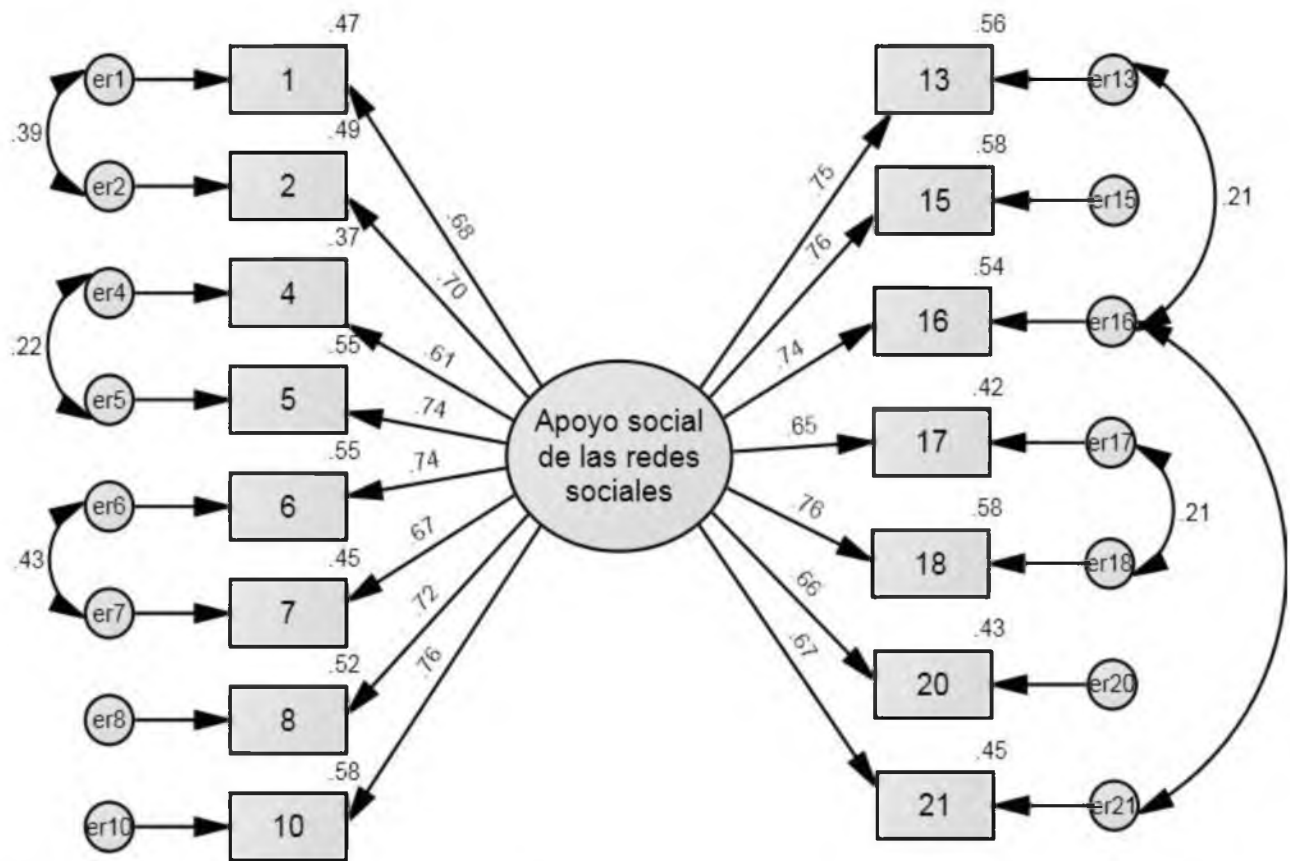 .47
er1
1
.39
.49
er2
2
.68
.37
er4
4
.70
.22
.55
er5
5
.61
.74
.55
er6
6
.74
.43
.45
er7
7
.67
.52
er8
8
.72
.58
er10
10
.76
Apoyo social
de las redes
sociales
.56
13
er13
.75
.58
15
er15
.21
.76
.54
16
er16
.74
.42
17
er17
.65
.21
.58
18
er18
.76
.43
20
er20
.66
.45
21
er21
.67